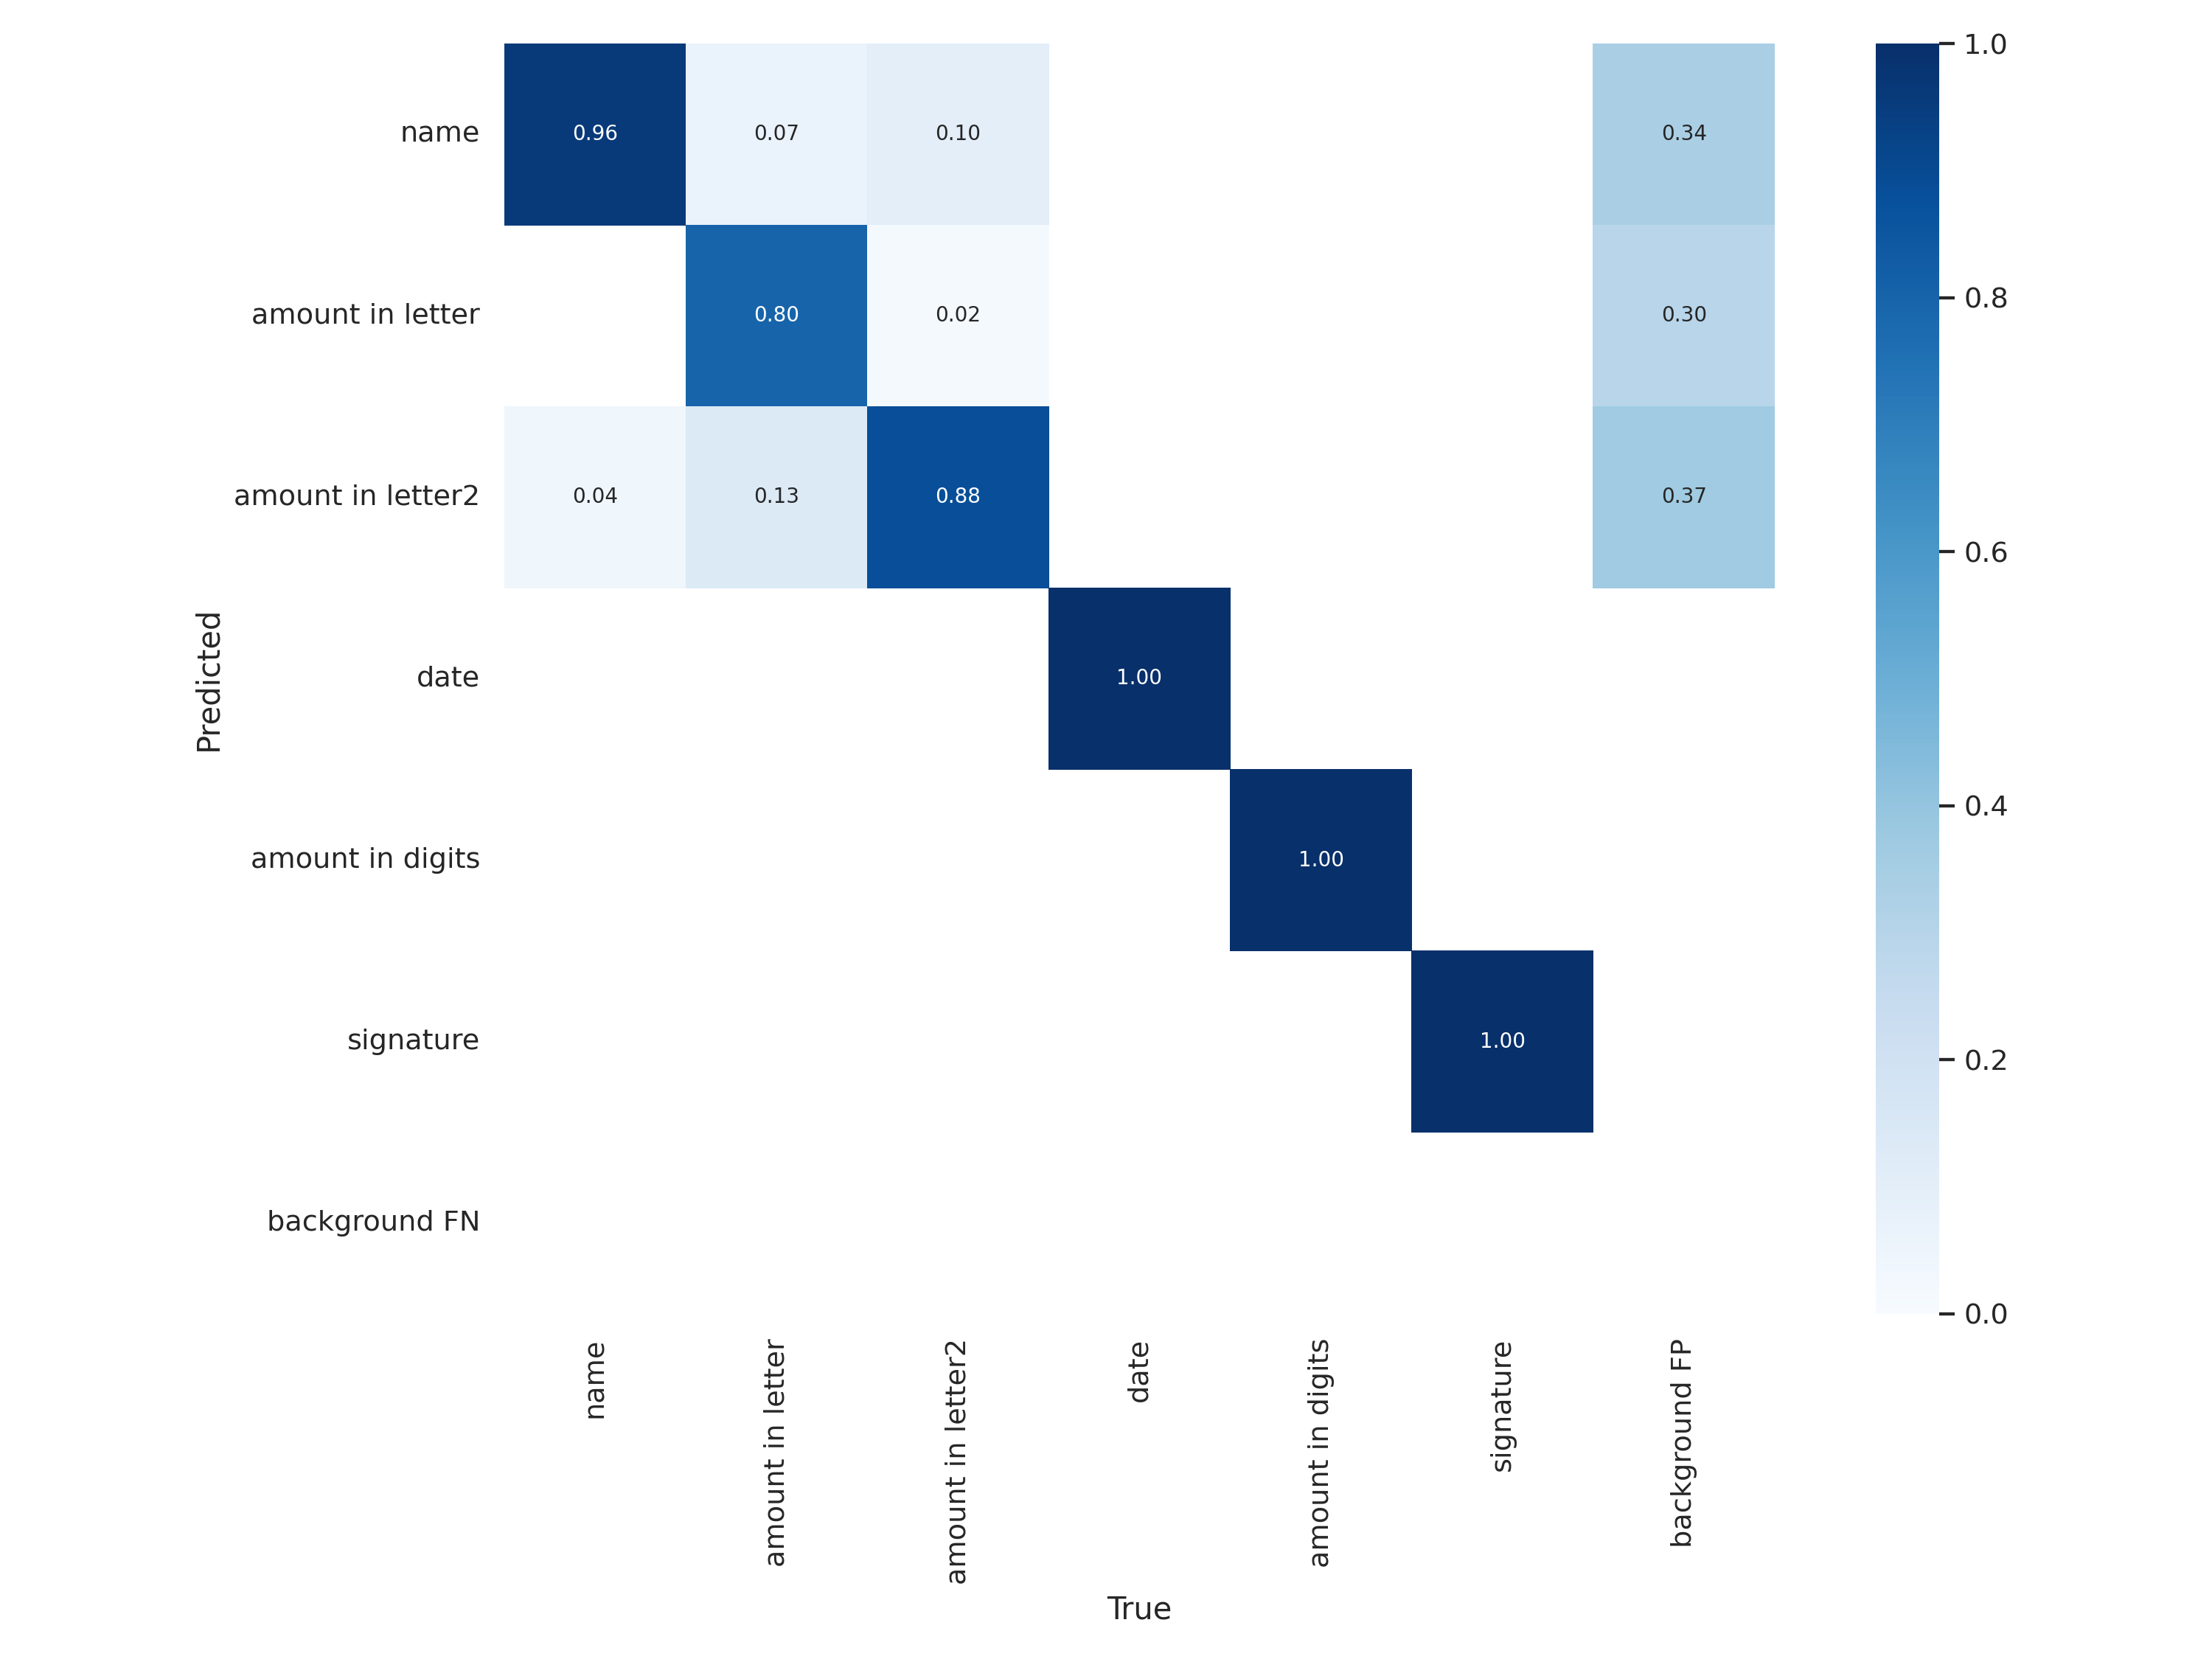 name 0.96 0.07 0.10 0.34 1.0
amount in letter 0.80 0.02 0.30 0.8
amount in letter2 0.04 0.13 0.88 0.37 0.6
date 1.00
amount in digits 1.00 0.4
signature 1.00 0.2
background FN 0.0
Predicted
name
amount in letter
amount in letter2
date
amount in digits
signature
background FP
True